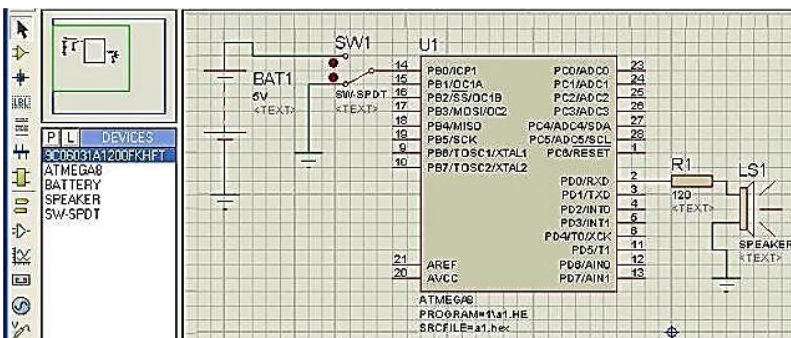 SW1
U1
BAT1
5V
<TEXT>
SW-SPDT
<TEXT>
14 PB0/ICP1
15 PB1/OC1A
16 PB2/SS/OC1B
17 PB3/MOSI/OC2
18 PB4/MISO
19 PB5/SCK
9 PB6/TOSC1/XTAL1
10 PB7/TOSC2/XTAL2
21 AREF
20 AVCC
PC0/ADC0 23
PC1/ADC1 24
PC2/ADC2 25
PC3/ADC3 26
PC4/ADC4/SDA 27
PC5/ADC5/SCL 28
PC6/RESET 1
PD0/RXD 2
PD1/TXD 3
PD2/INT0 4
PD3/INT1 5
PD4/T0/XCK 6
PD5/T1 11
PD6/AIN0 12
PD7/AIN1 13
ATMEGA8
PROGRAM=1\a1.HE
SRCFILE=a1.hex
R1
120
<TEXT>
LS1
SPEAKER
<TEXT>
P L DEVICES
9C06031A1200FKHFT
ATMEGA8
BATTERY
SPEAKER
SW-SPDT
LBL